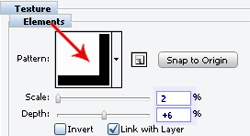 Texture
Elements
Pattern:
Snap to Origin
Scale: 2 %
Depth: +6 %
Invert Link with Layer